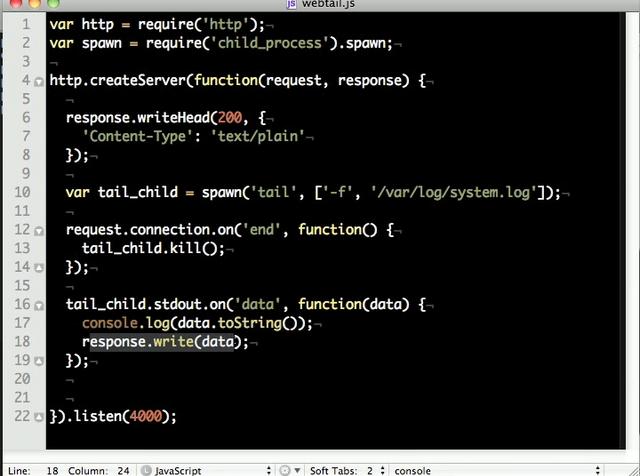 webtail.js
1 var http = require('http');¬
2 var spawn = require('child_process').spawn;¬
3 ¬
4 http.createServer(function(request, response) {¬
5 ¬
6 response.writeHead(200, {¬
7 'Content-Type': 'text/plain'¬
8 });¬
9 ¬
10 var tail_child = spawn('tail', ['-f', '/var/log/system.log']);¬
11 ¬
12 request.connection.on('end', function() {¬
13 tail_child.kill();¬
14 });¬
15 ¬
16 tail_child.stdout.on('data', function(data) {¬
17 console.log(data.toString());¬
18 response.write(data);¬
19 });¬
20 ¬
21 ¬
22 }).listen(4000);
Line: 18 Column: 24 L JavaScript Soft Tabs: 2 console